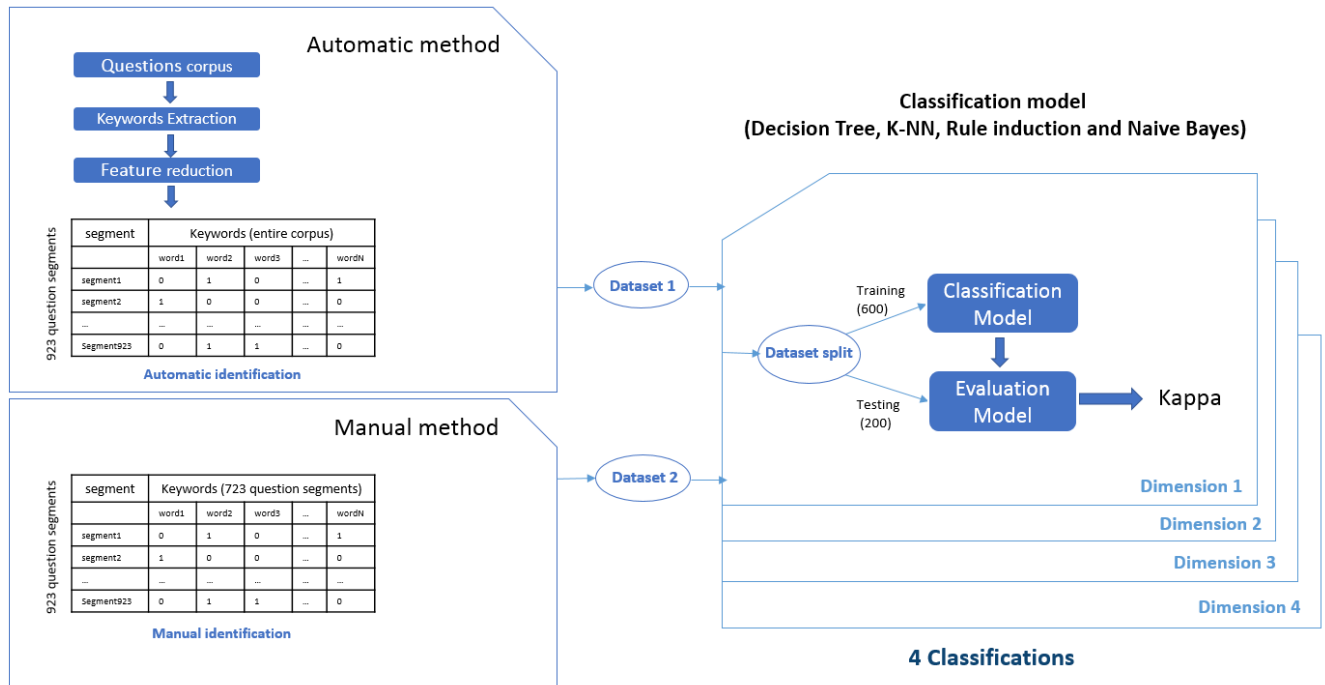 Automatic method
Questions corpus
Keywords Extraction
Feature reduction
923 question segments
segment Keywords (entire corpus)
word1 word2 word3 ... wordN
segment1 0 1 0 ... 1
segment2 1 0 0 ... 0
... ... ... ... ... ...
Segment923 0 1 1 ... 0
Automatic identification
Manual method
923 question segments
segment Keywords (723 question segments)
word1 word2 word3 ... wordN
segment1 0 1 0 ... 1
segment2 1 0 0 ... 0
... ... ... ... ... ...
Segment923 0 1 1 ... 0
Manual identification
Dataset 1
Dataset 2
Classification model
(Decision Tree, K-NN, Rule induction and Naive Bayes)
Dataset split
Training
(600)
Classification
Model
Testing
(200)
Evaluation
Model
Kappa
Dimension 1
Dimension 2
Dimension 3
Dimension 4
4 Classifications